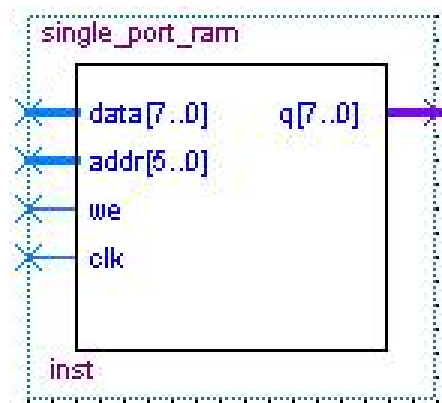 single_port_ram
data[7..0] q[7..0]
addr[5..0]
we
clk
inst